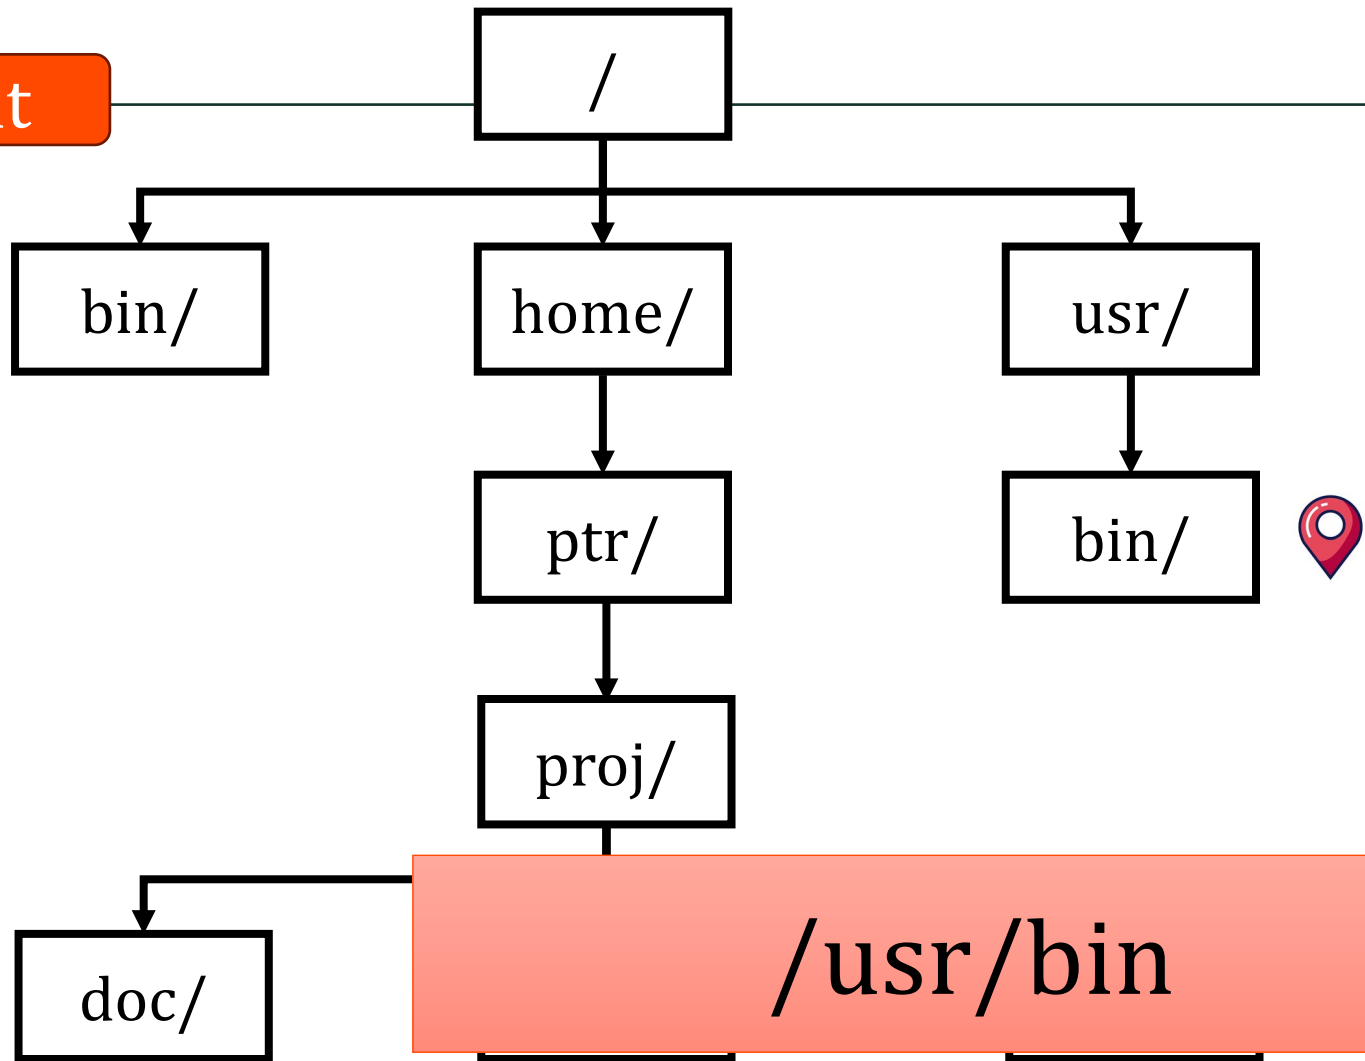 /
bin/
home/
usr/
ptr/
bin/
proj/
doc/
/usr/bin